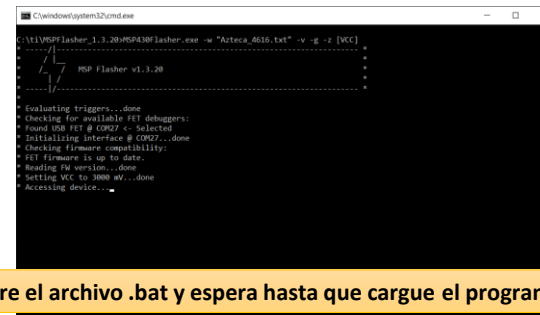 C:\windows\system32\cmd.exe
C:\ti\MSPFlasher_1.3.20>MSP430Flasher.exe -w "Azteca_4616.txt" -v -g -z [VCC]
* -----/|-------------------------------------------------------------------- *
*     / |__                                                                   *
*    /_   /   MSP Flasher v1.3.20                                             *
*      | /                                                                    *
* -----|/-------------------------------------------------------------------- *
*
* Evaluating triggers...done
* Checking for available FET debuggers:
* Found USB FET @ COM27 <- Selected
* Initializing interface @ COM27...done
* Checking firmware compatibility:
* FET firmware is up to date.
* Reading FW version...done
* Setting VCC to 3000 mV...done
* Accessing device...
re el archivo .bat y espera hasta que cargue el progra